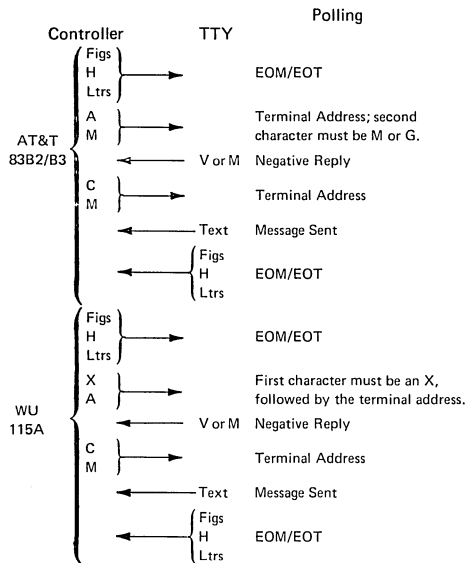 Polling
Controller TTY
Figs
H EOM/EOT
Ltrs
A Terminal Address; second
M character must be M or G.
AT&T
83B2/B3
V or M Negative Reply
C
M Terminal Address
Text Message Sent
Figs
H EOM/EOT
Ltrs
Figs
H EOM/EOT
Ltrs
X First character must be an X,
A followed by the terminal address.
WU
115A
V or M Negative Reply
C
M Terminal Address
Text Message Sent
Figs
H EOM/EOT
Ltrs